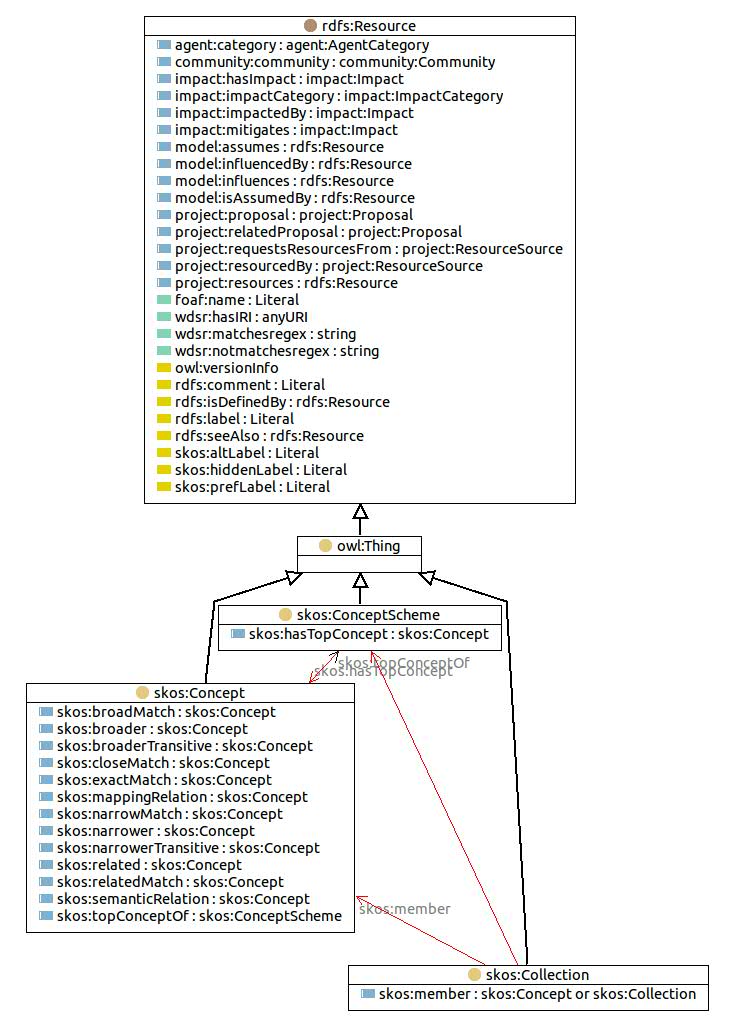 rdfs:Resource
agent:category : agent:AgentCategory
community:community : community:Community
impact:hasImpact : impact:Impact
impact:impactCategory : impact:ImpactCategory
impact:impactedBy : impact:Impact
impact:mitigates : impact:Impact
model:assumes : rdfs:Resource
model:influencedBy : rdfs:Resource
model:influences : rdfs:Resource
model:isAssumedBy : rdfs:Resource
project:proposal : project:Proposal
project:relatedProposal : project:Proposal
project:requestsResourcesFrom : project:ResourceSource
project:resourcedBy : project:ResourceSource
project:resources : rdfs:Resource
foaf:name : Literal
wdsr:hasIRI : anyURI
wdsr:matchesregex : string
wdsr:notmatchesregex : string
owl:versionInfo
rdfs:comment : Literal
rdfs:isDefinedBy : rdfs:Resource
rdfs:label : Literal
rdfs:seeAlso : rdfs:Resource
skos:altLabel : Literal
skos:hiddenLabel : Literal
skos:prefLabel : Literal
owl:Thing
skos:ConceptScheme
skos:hasTopConcept : skos:Concept
skos:topConceptOf
skos:hasTopConcept
skos:Concept
skos:broadMatch : skos:Concept
skos:broader : skos:Concept
skos:broaderTransitive : skos:Concept
skos:closeMatch : skos:Concept
skos:exactMatch : skos:Concept
skos:mappingRelation : skos:Concept
skos:narrowMatch : skos:Concept
skos:narrower : skos:Concept
skos:narrowerTransitive : skos:Concept
skos:related : skos:Concept
skos:relatedMatch : skos:Concept
skos:semanticRelation : skos:Concept
skos:topConceptOf : skos:ConceptScheme
skos:member
skos:Collection
skos:member : skos:Concept or skos:Collection